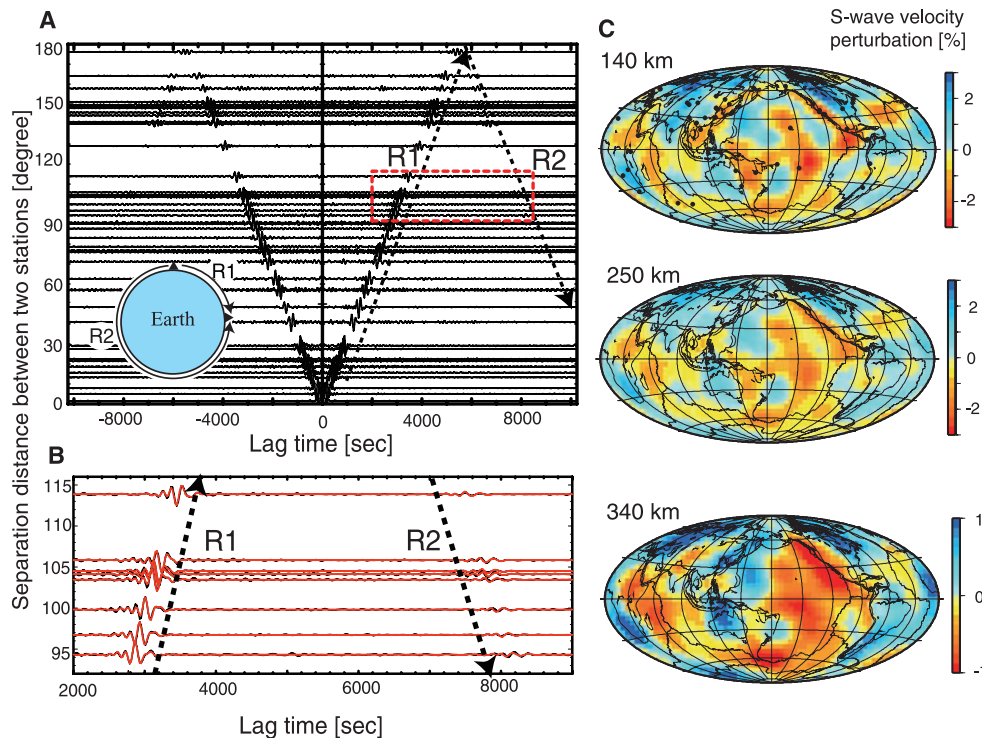 A
Separation distance between two stations [degree]
180
150
120
90
60
30
0
-8000 -4000 0 4000 8000
Lag time [sec]
R1
R2
R1
R2
Earth
B
115
110
105
100
95
R1
R2
2000 4000 6000 8000
Lag time [sec]
C
S-wave velocity
perturbation [%]
140 km
2
0
-2
250 km
2
0
-2
340 km
1
0
-1